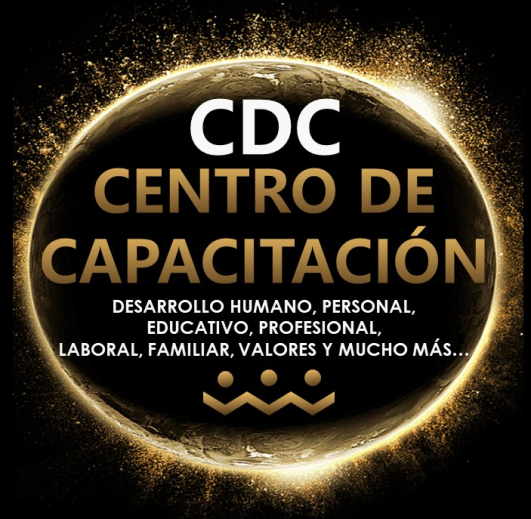 CDC
CENTRO DE
CAPACITACIÓN
DESARROLLO HUMANO, PERSONAL,
EDUCATIVO, PROFESIONAL,
LABORAL, FAMILIAR, VALORES Y MUCHO MÁS...